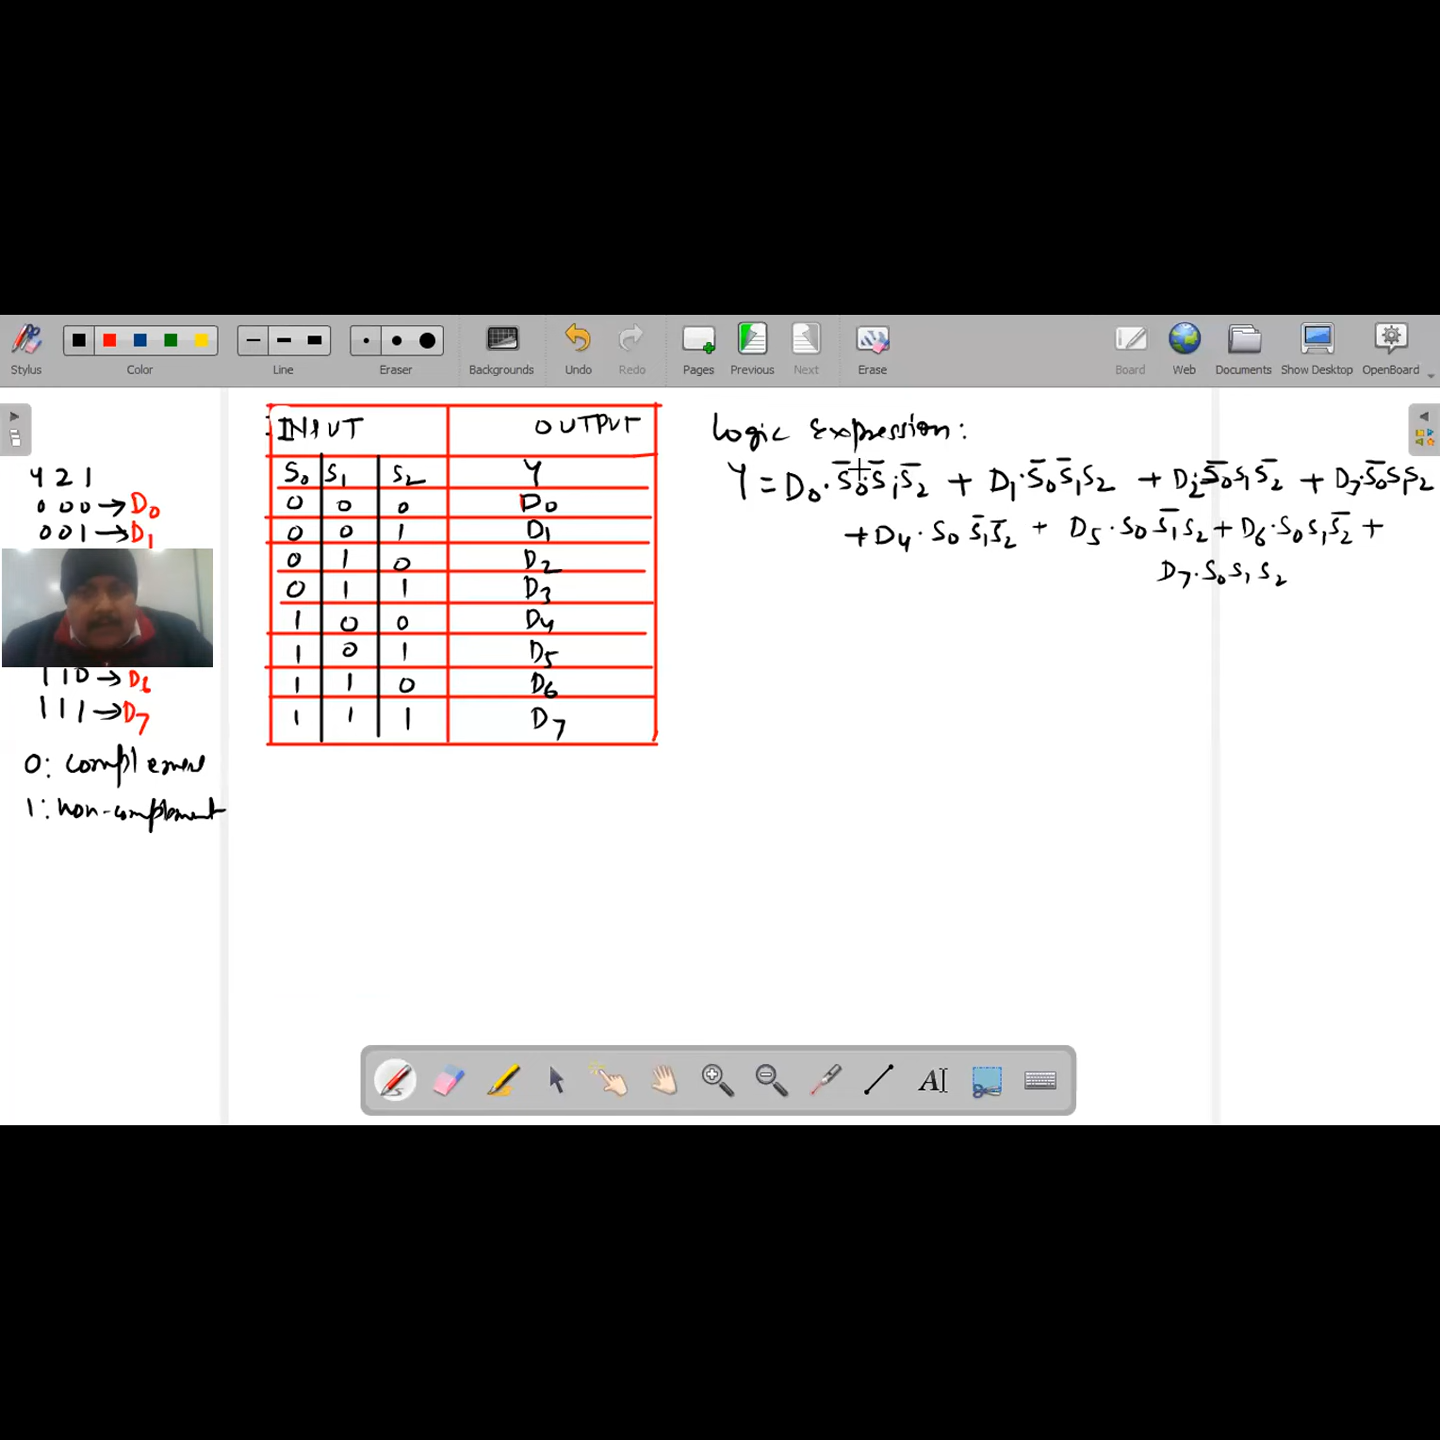 Stylus Color Line Eraser Backgrounds Undo Redo Pages Previous Next Erase Board Web Documents Show Desktop OpenBoard
4 2 1
0 0 0 → D₀
0 0 1 → D₁
1 1 0 → D₆
1 1 1 → D₇
0: complement
1: non-complement
INPUT OUTPUT
S₀ S₁ S₂ Y
0 0 0 D₀
0 0 1 D₁
0 1 0 D₂
0 1 1 D₃
1 0 0 D₄
1 0 1 D₅
1 1 0 D₆
1 1 1 D₇
Logic Expression:
Y = D₀·S̅₀S̅₁S̅₂ + D₁·S̅₀S̅₁S₂ + D₂·S̅₀S₁S̅₂ + D₃·S̅₀S₁S₂
+ D₄·S₀S̅₁S̅₂ + D₅·S₀S̅₁S₂ + D₆·S₀S₁S̅₂ +
D₇·S₀S₁S₂